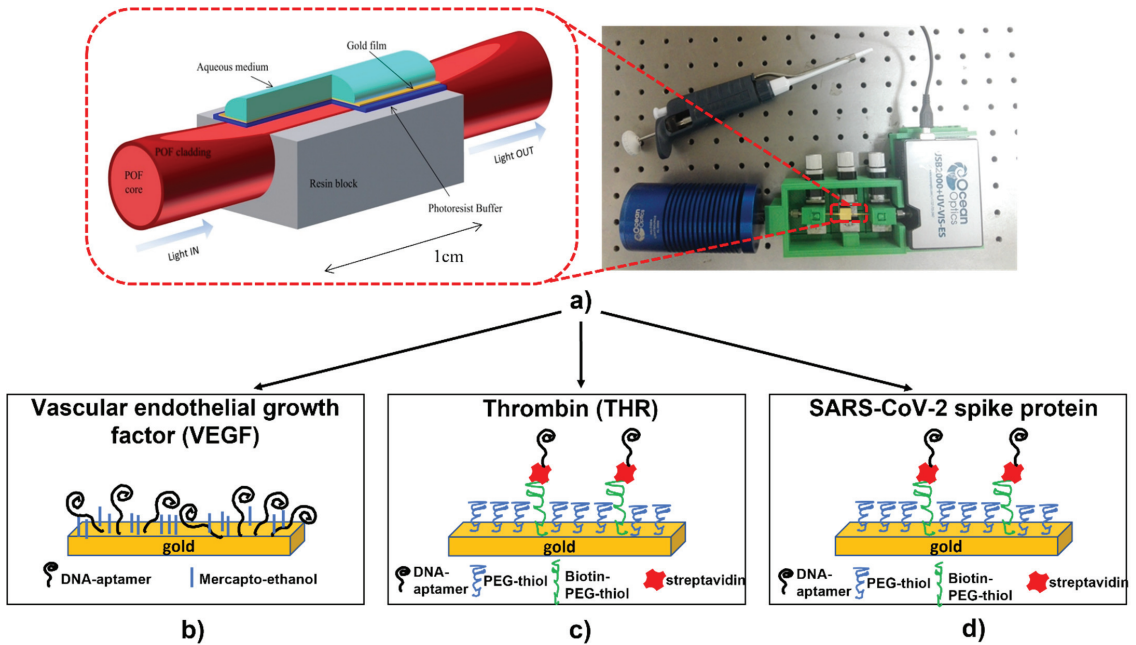 Gold film
Aqueous medium
POF cladding
POF
core
Resin block
Light OUT
Photoresist Buffer
Light IN
1cm
Ocean
Optics
Ocean
Optics
USB2000+UV-VIS-ES
a)
Vascular endothelial growth
factor (VEGF)
gold
DNA-aptamer
Mercapto-ethanol
b)
Thrombin (THR)
gold
DNA-
aptamer
PEG-thiol
Biotin-
PEG-thiol
streptavidin
c)
SARS-CoV-2 spike protein
gold
DNA-
aptamer
PEG-thiol
Biotin-
PEG-thiol
streptavidin
d)